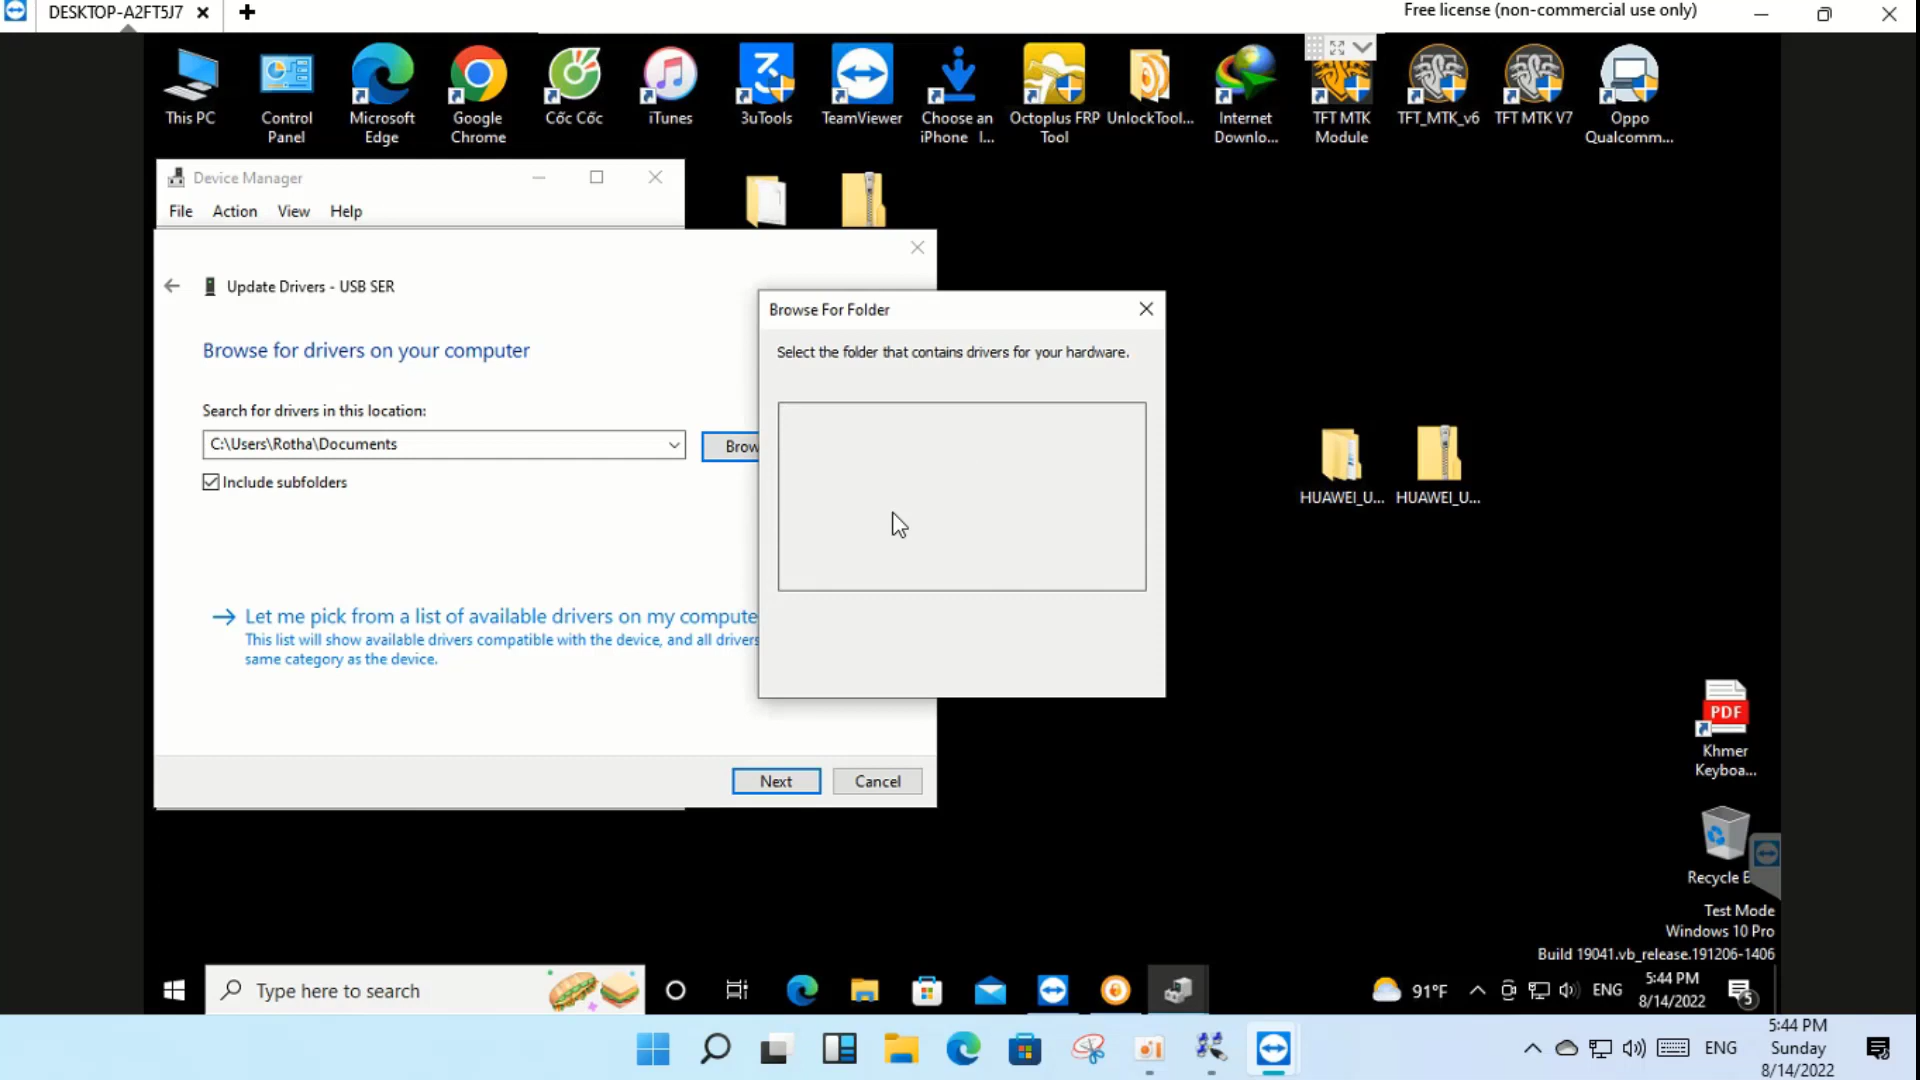 DESKTOP-A2FT5J7
Free license (non-commercial use only)
This PC
Control
Panel
Microsoft
Edge
Google
Chrome
Cốc Cốc
iTunes
3uTools
TeamViewer
Choose an
iPhone l...
Octoplus FRP
Tool
UnlockTool...
Internet
Downlo...
TFT MTK
Module
TFT_MTK_v6
TFT MTK V7
Oppo
Qualcomm...
Device Manager
File Action View Help
Update Drivers - USB SER
Browse for drivers on your computer
Search for drivers in this location:
C:\Users\Rotha\Documents
Brow
Include subfolders
Let me pick from a list of available drivers on my compute
This list will show available drivers compatible with the device, and all drivers
same category as the device.
Next
Cancel
Browse For Folder
Select the folder that contains drivers for your hardware.
HUAWEI_U...
HUAWEI_U...
PDF
Khmer
Keyboa...
Recycle B
Test Mode
Windows 10 Pro
Build 19041.vb_release.191206-1406
Type here to search
91°F
ENG
5:44 PM
8/14/2022
5
ENG
5:44 PM
Sunday
8/14/2022